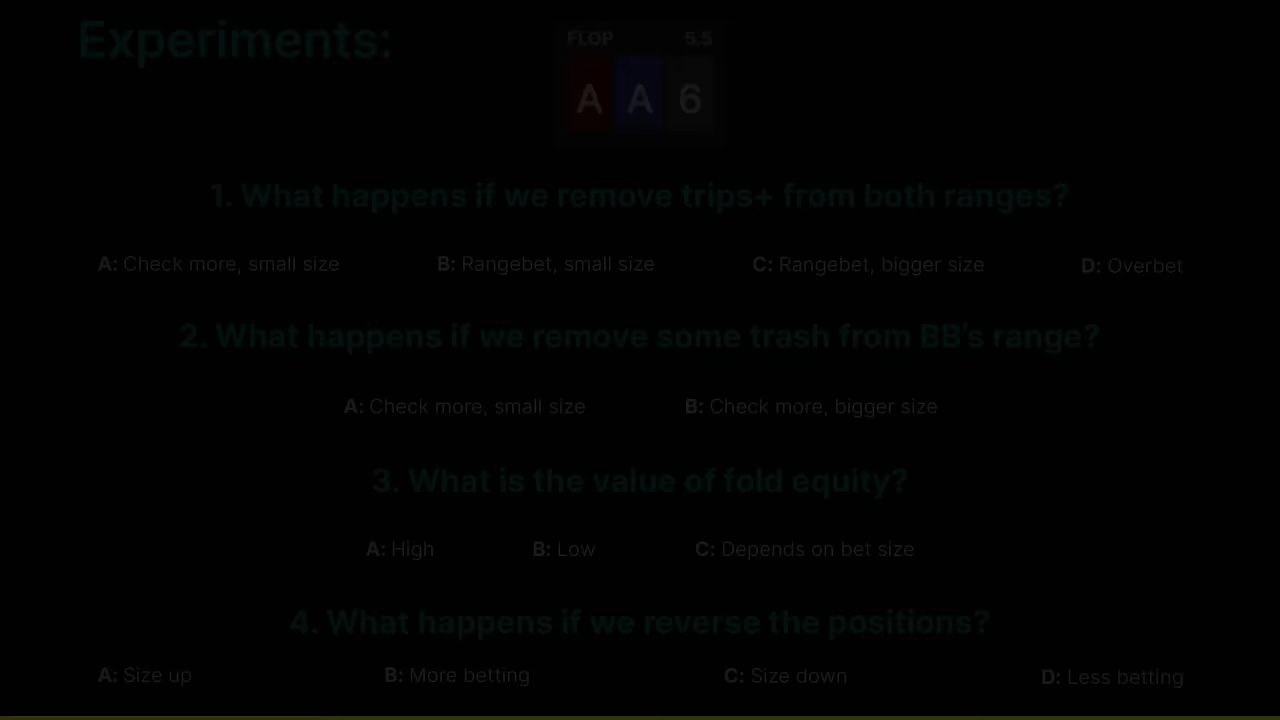 Experiments:
FLOP 5.5
A A 6
1. What happens if we remove trips+ from both ranges?
A: Check more, small size B: Rangebet, small size C: Rangebet, bigger size D: Overbet
2. What happens if we remove some trash from BB's range?
A: Check more, small size B: Check more, bigger size
3. What is the value of fold equity?
A: High B: Low C: Depends on bet size
4. What happens if we reverse the positions?
A: Size up B: More betting C: Size down D: Less betting